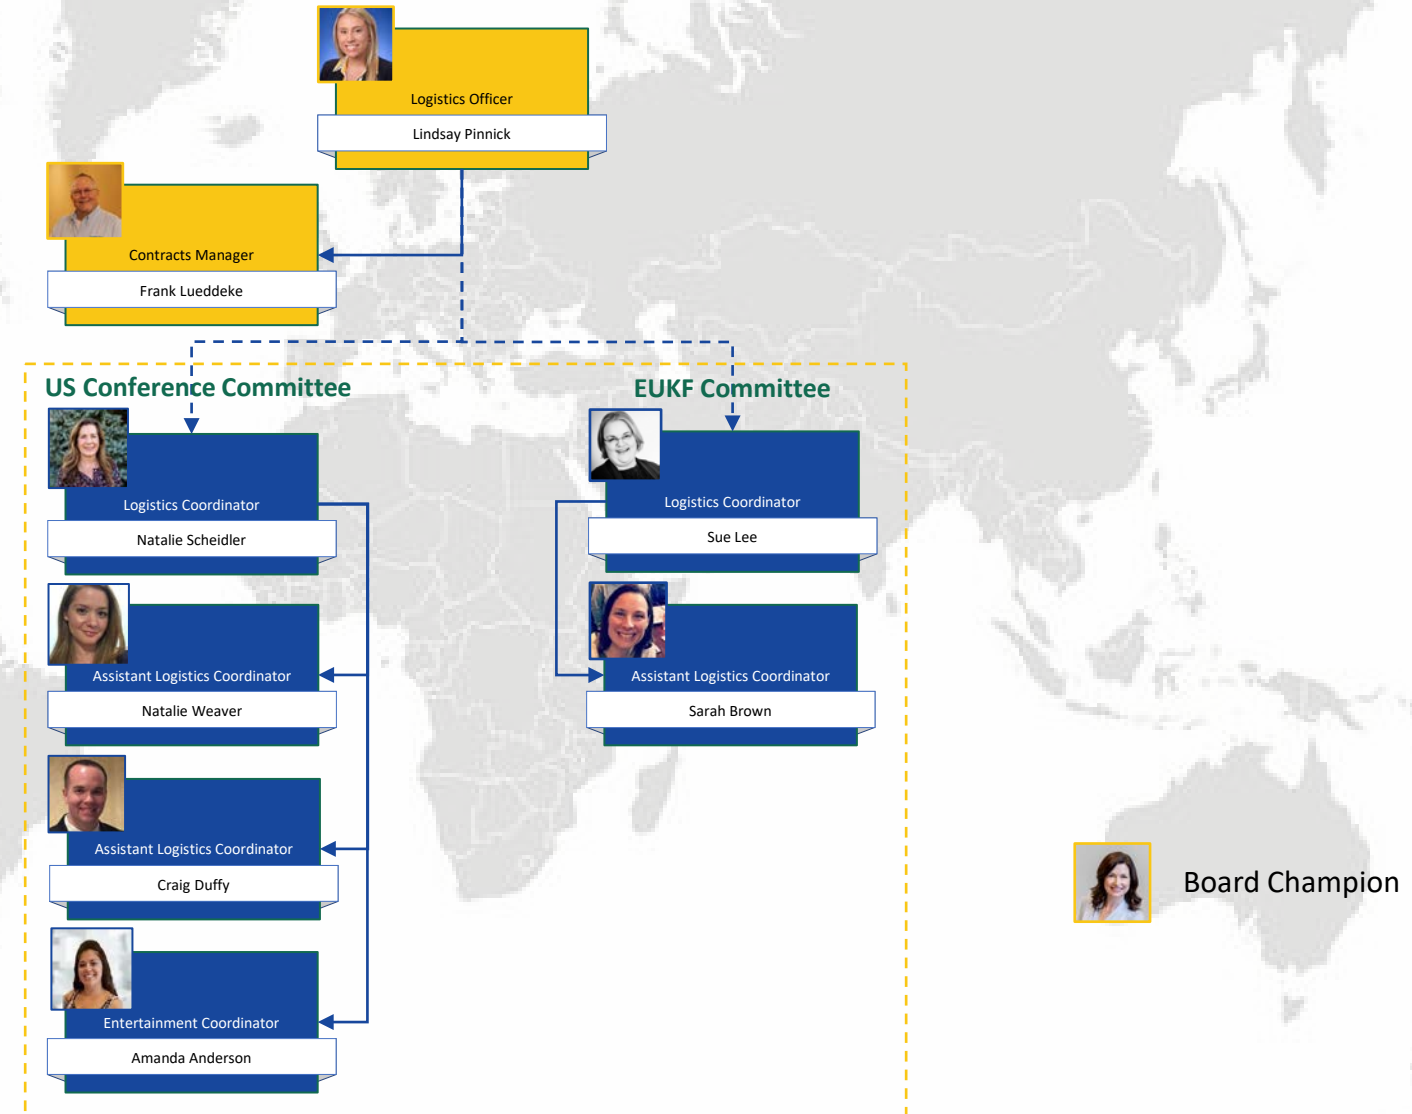 Logistics Officer
Lindsay Pinnick
Contracts Manager
Frank Lueddeke
US Conference Committee
Logistics Coordinator
Natalie Scheidler
Assistant Logistics Coordinator
Natalie Weaver
Assistant Logistics Coordinator
Craig Duffy
Entertainment Coordinator
Amanda Anderson
EUKF Committee
Logistics Coordinator
Sue Lee
Assistant Logistics Coordinator
Sarah Brown
Board Champion